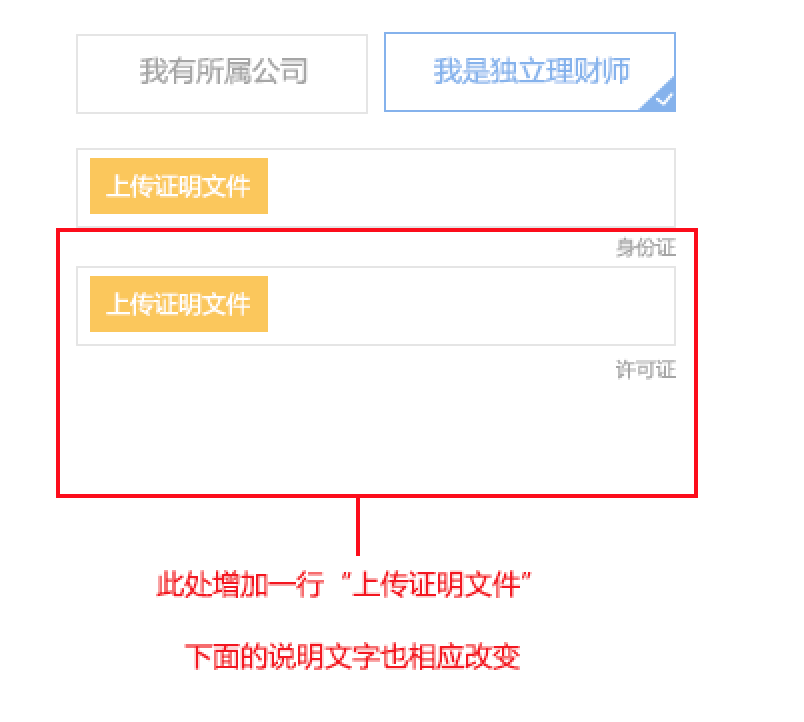 我有所属公司
我是独立理财师
上传证明文件
身份证
上传证明文件
许可证
此处增加一行“上传证明文件”
下面的说明文字也相应改变